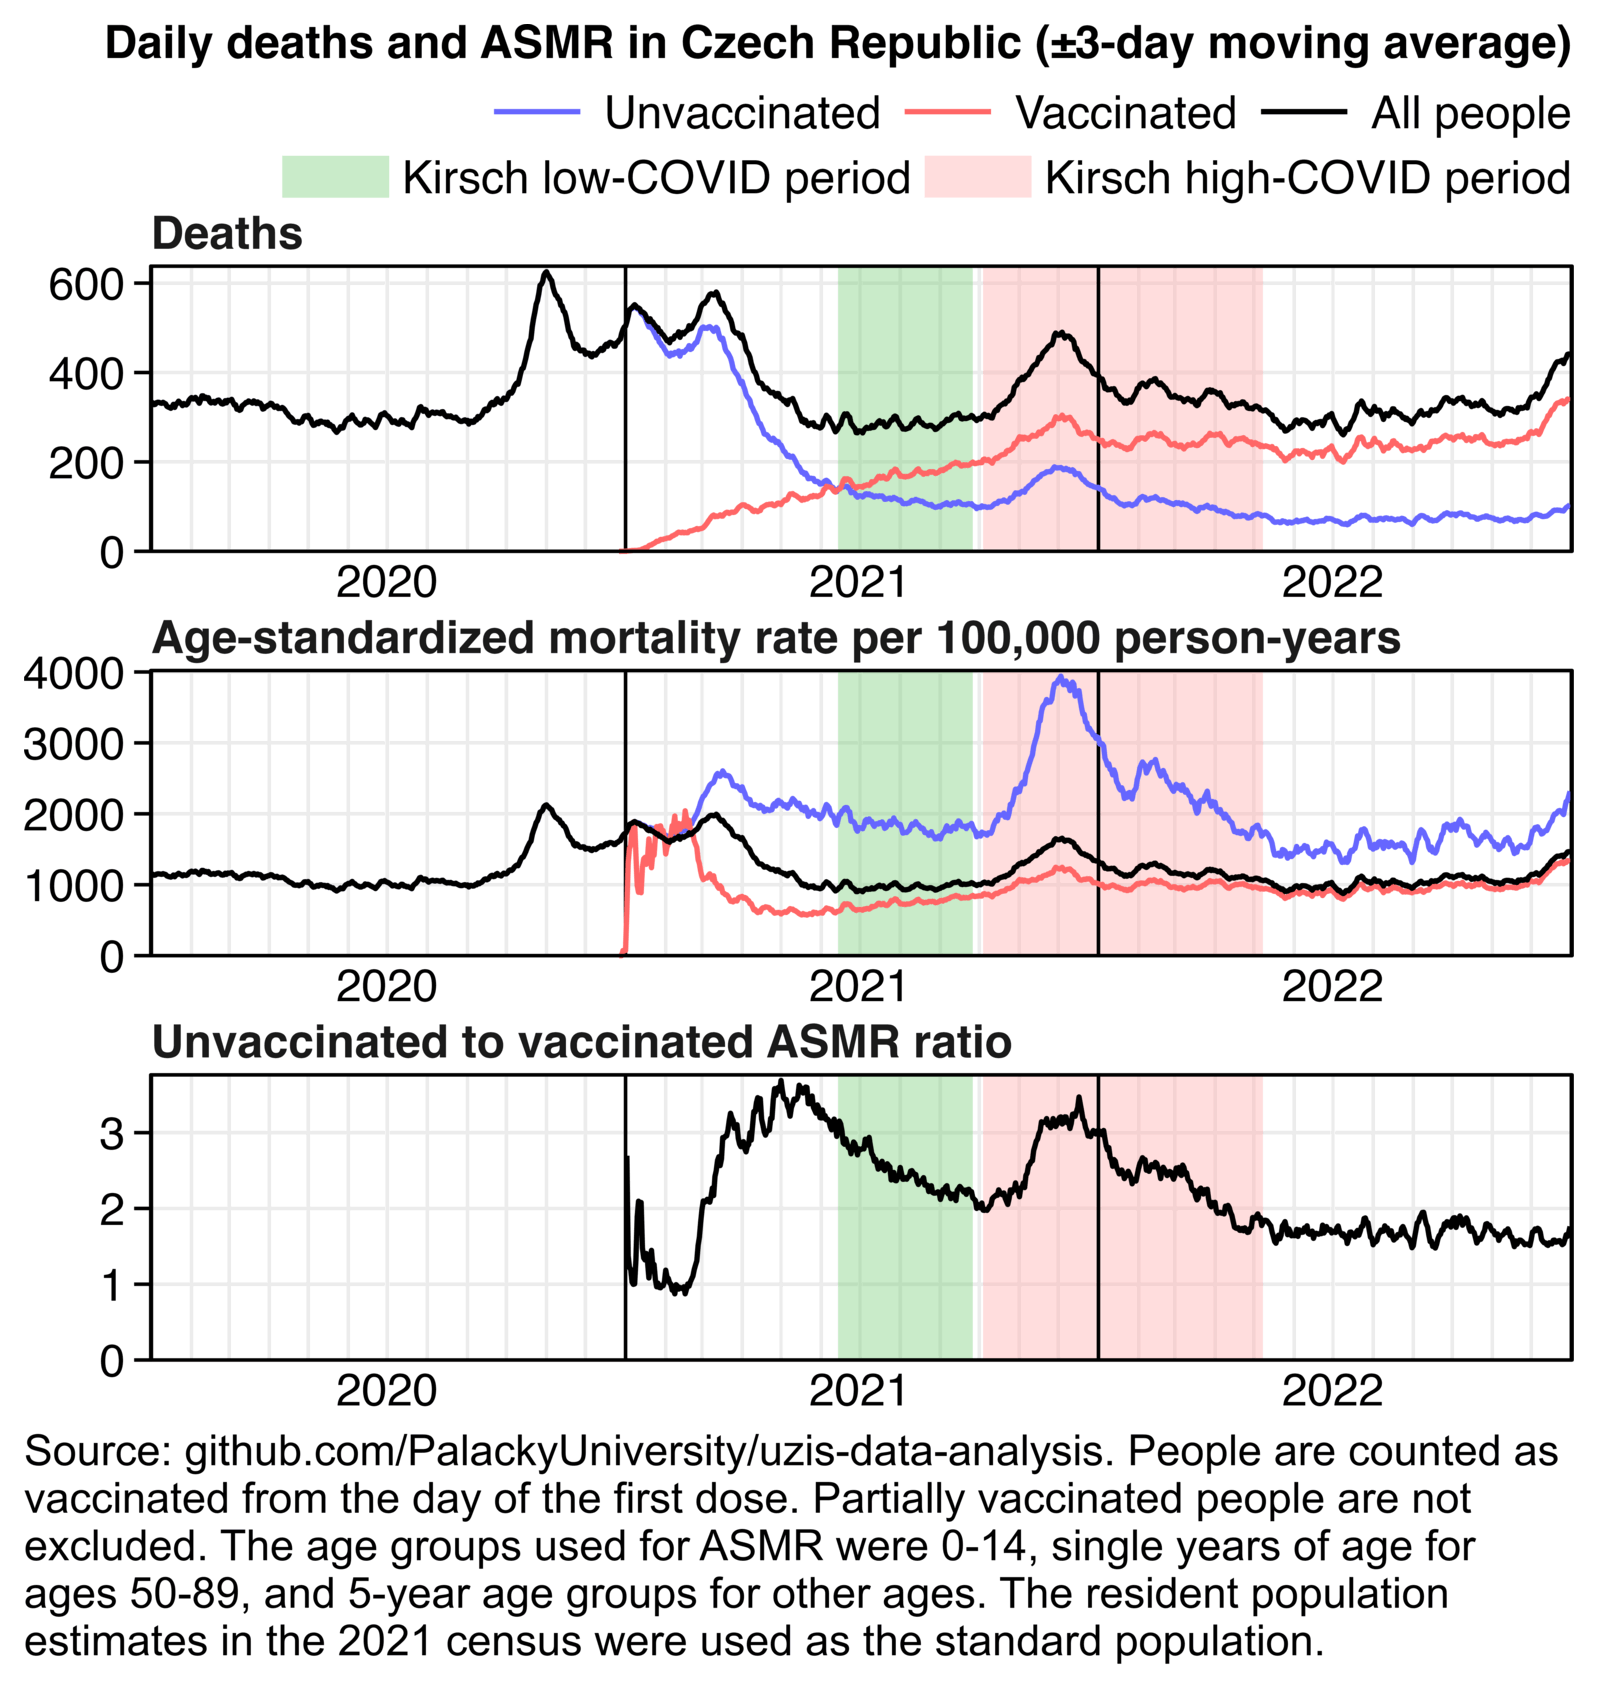 Daily deaths and ASMR in Czech Republic (±3-day moving average)
Unvaccinated Vaccinated All people
Kirsch low-COVID period Kirsch high-COVID period
Deaths
600
400
200
0
2020 2021 2022
Age-standardized mortality rate per 100,000 person-years
4000
3000
2000
1000
0
2020 2021 2022
Unvaccinated to vaccinated ASMR ratio
3
2
1
0
2020 2021 2022
Source: github.com/PalackyUniversity/uzis-data-analysis. People are counted as
vaccinated from the day of the first dose. Partially vaccinated people are not
excluded. The age groups used for ASMR were 0-14, single years of age for
ages 50-89, and 5-year age groups for other ages. The resident population
estimates in the 2021 census were used as the standard population.